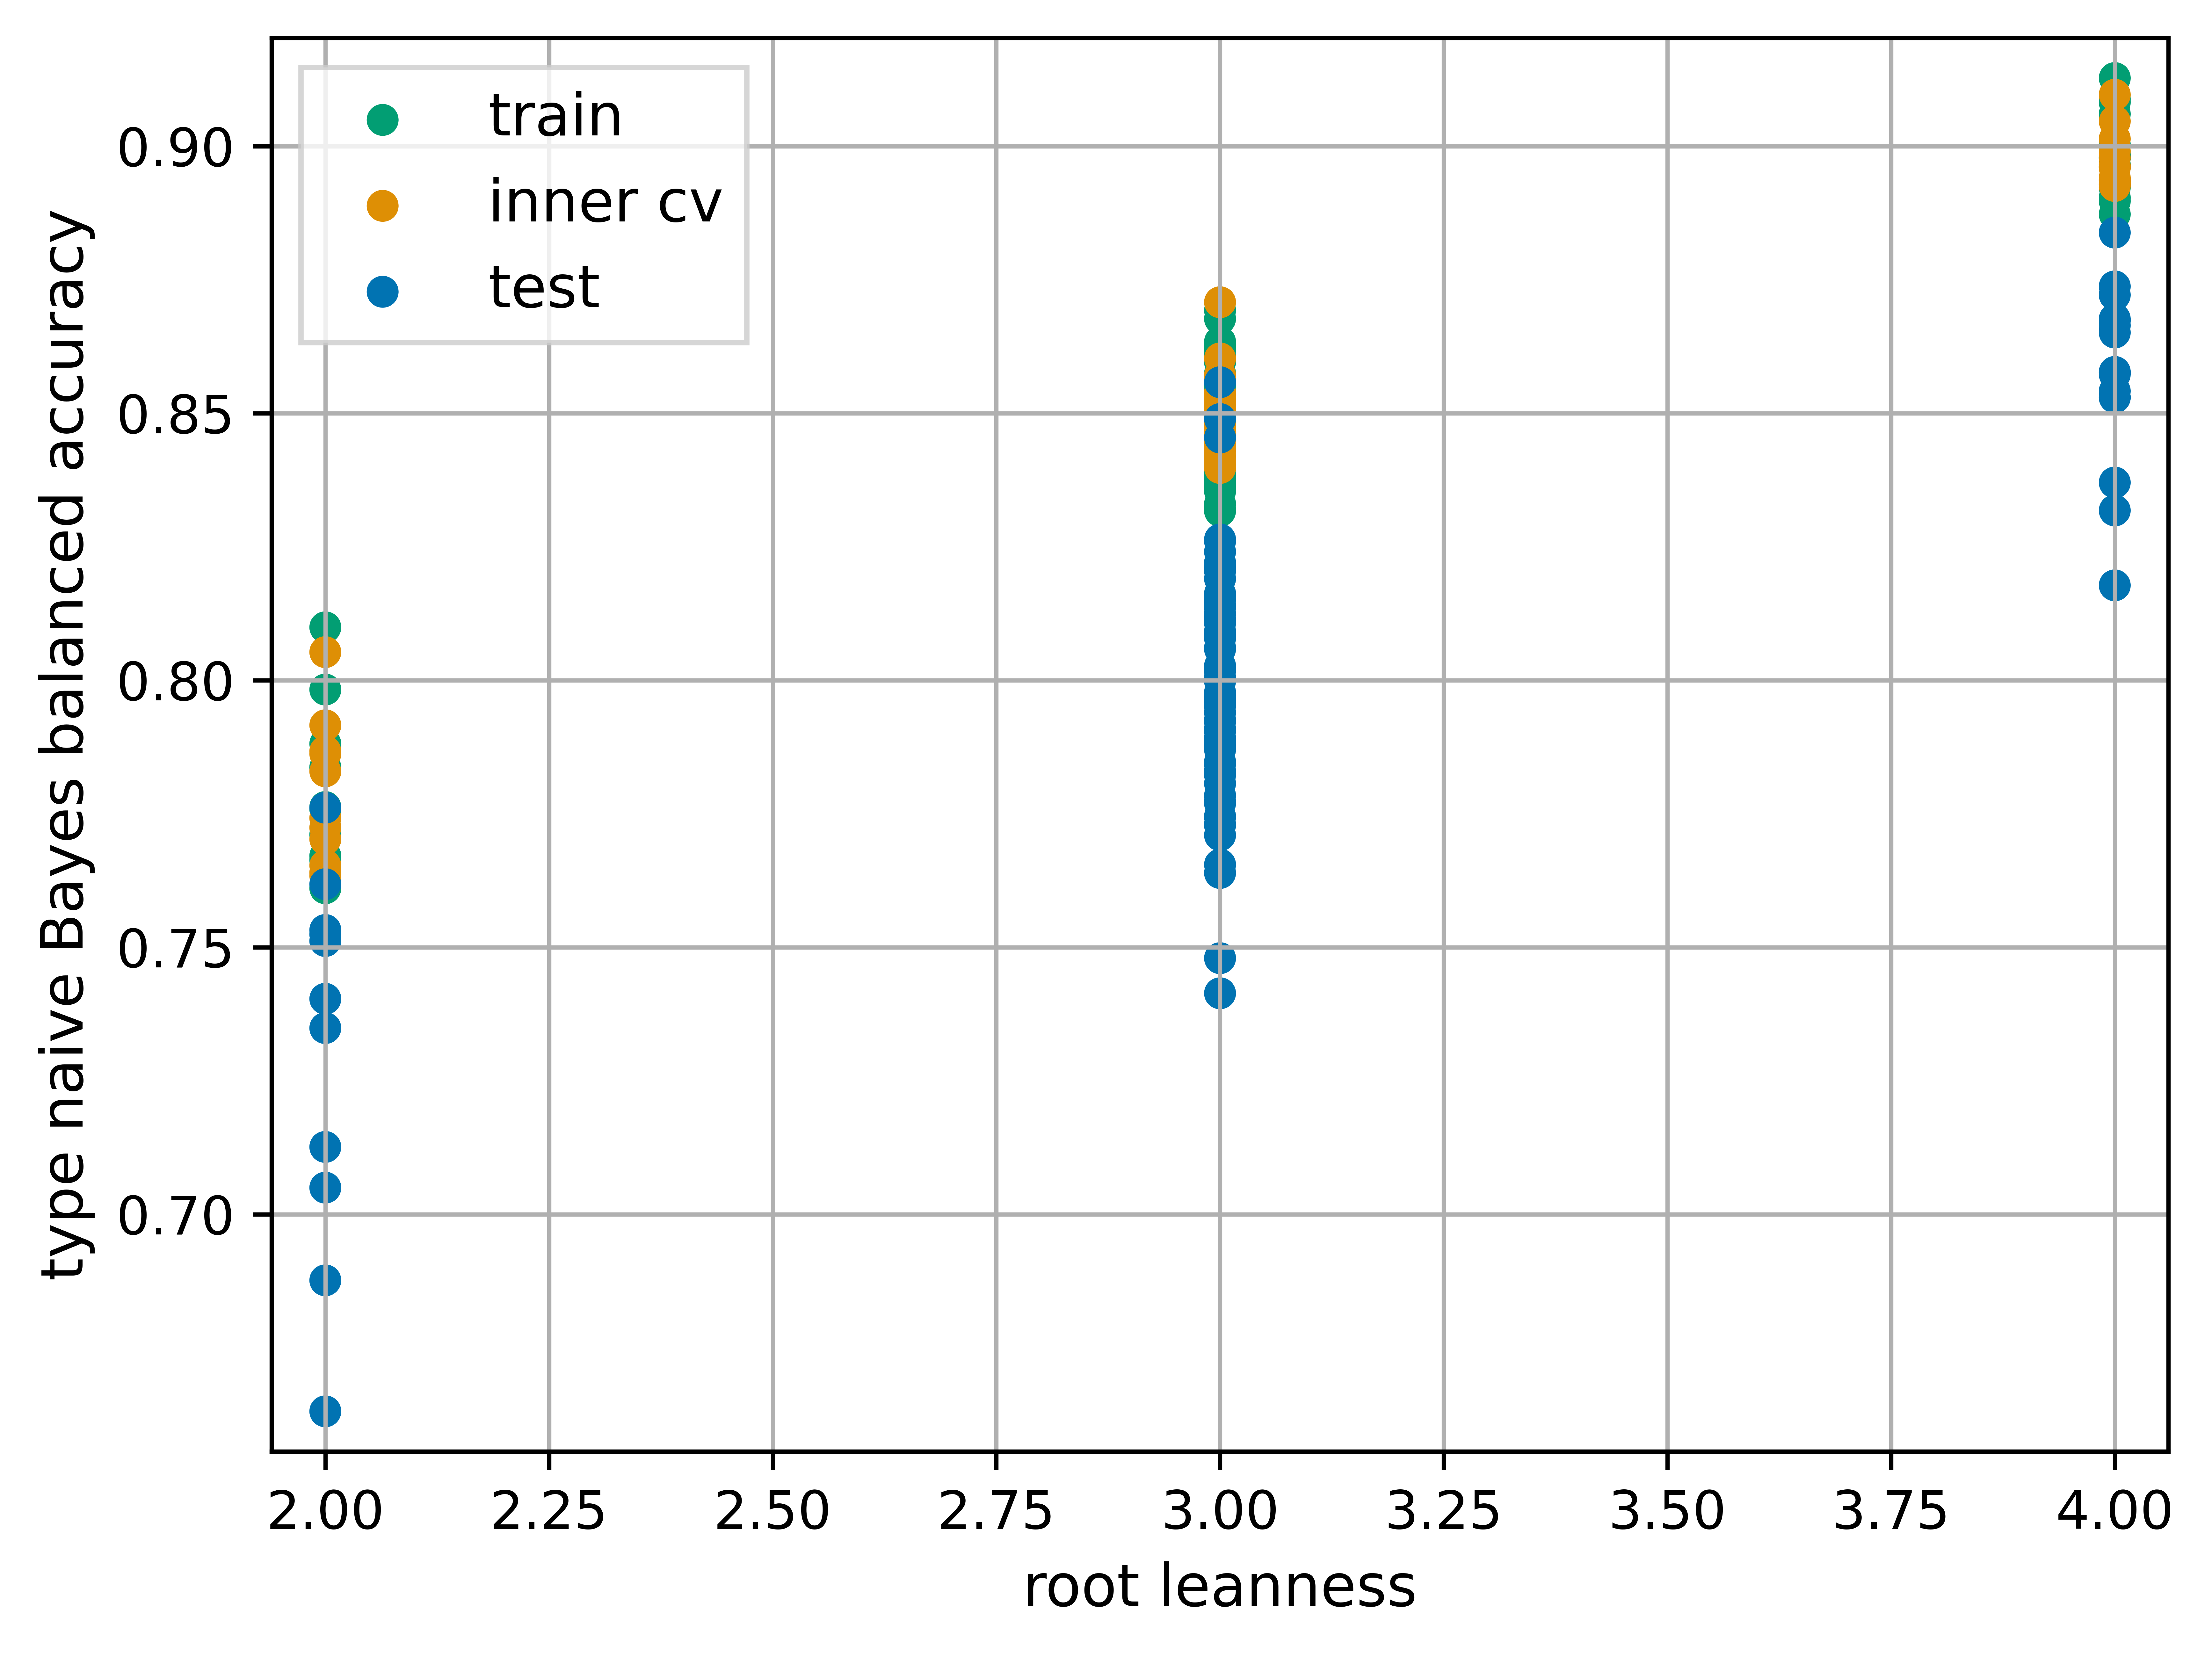 train
inner cv
test
0.90
0.85
0.80
0.75
0.70
type naive Bayes balanced accuracy
2.00 2.25 2.50 2.75 3.00 3.25 3.50 3.75 4.00
root leanness